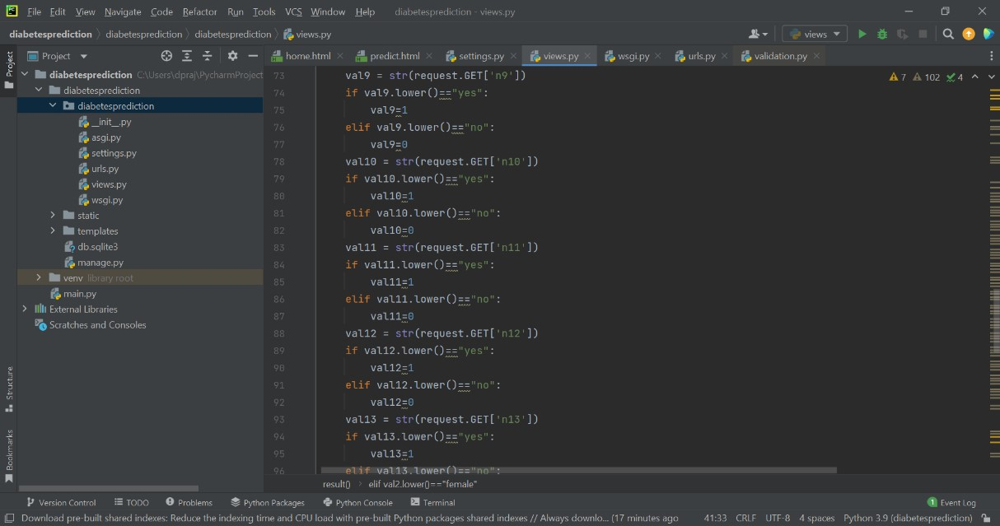 PC File Edit View Navigate Code Refactor Run Tools VCS Window Help diabetesprediction - views.py
diabetesprediction diabetesprediction diabetesprediction views.py views
Project Project home.html predict.html settings.py views.py wsgi.py urls.py validation.py
diabetesprediction C:\Users\dpraj\PycharmProject
diabetesprediction
diabetesprediction
__init__.py
asgi.py
settings.py
urls.py
views.py
wsgi.py
static
templates
db.sqlite3
manage.py
venv library root
main.py
External Libraries
Scratches and Consoles
Structure
Bookmarks
7 102 4
73 val9 = str(request.GET['n9'])
74 if val9.lower()=="yes":
75 val9=1
76 elif val9.lower()=="no":
77 val9=0
78 val10 = str(request.GET['n10'])
79 if val10.lower()=="yes":
80 val10=1
81 elif val10.lower()=="no":
82 val10=0
83 val11 = str(request.GET['n11'])
84 if val11.lower()=="yes":
85 val11=1
86 elif val11.lower()=="no":
87 val11=0
88 val12 = str(request.GET['n12'])
89 if val12.lower()=="yes":
90 val12=1
91 elif val12.lower()=="no":
92 val12=0
93 val13 = str(request.GET['n13'])
94 if val13.lower()=="yes":
95 val13=1
96 elif val13.lower()=="no":
result() elif val2.lower()=="female"
Version Control TODO Problems Python Packages Python Console Terminal 1 Event Log
Download pre-built shared indexes: Reduce the indexing time and CPU load with pre-built Python packages shared indexes // Always downlo... (17 minutes ago 41:33 CRLF UTF-8 4 spaces Python 3.9 (diabetesprediction)